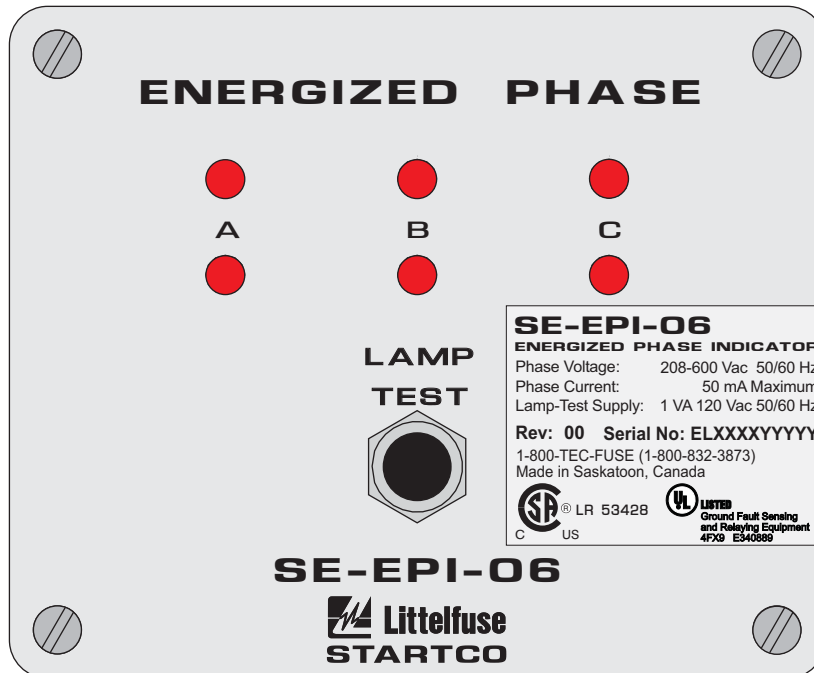 ENERGIZED PHASE
A B C
LAMP
TEST
SE-EPI-06
ENERGIZED PHASE INDICATOR
Phase Voltage: 208-600 Vac 50/60 Hz
Phase Current: 50 mA Maximum
Lamp-Test Supply: 1 VA 120 Vac 50/60 Hz
Rev: 00 Serial No: ELXXXXYYYYY
1-800-TEC-FUSE (1-800-832-3873)
Made in Saskatoon, Canada
SA ® LR 53428
C US
UL LISTED
Ground Fault Sensing
and Relaying Equipment
4FX9 E340889
SE-EPI-06
Littelfuse
STARTCO